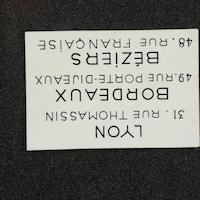 LYON
31. RUE THOMASSIN
BORDEAUX
49. RUE PORTE-DIJEAUX
BÉZIERS
48. RUE FRANÇAISE